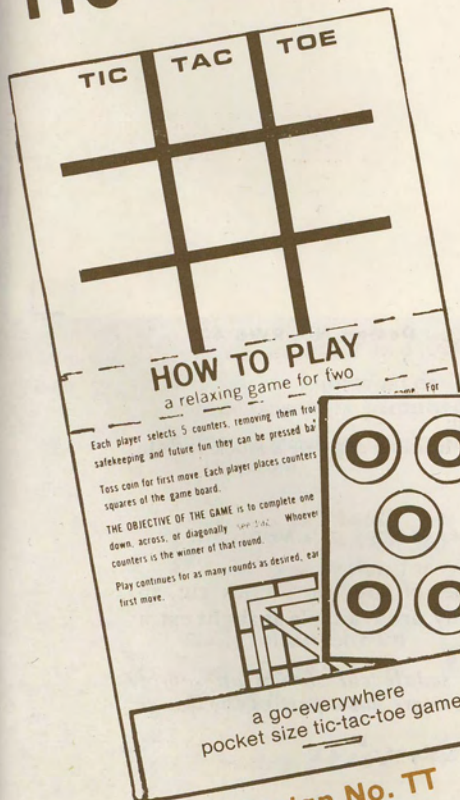 TIC
TIC TAC TOE
HOW TO PLAY
a relaxing game for two
For
Each player selects 5 counters, removing them
safekeeping and future fun they can be pressed
Toss coin for first move. Each player places counters
squares of the game board.
THE OBJECTIVE OF THE GAME is to complete one
down, across, or diagonally
counters is the winner of that round.
Play continues for as many rounds as desired,
first move.
O O
O
O O
a go-everywhere
pocket size tic-tac-toe game
No. TT